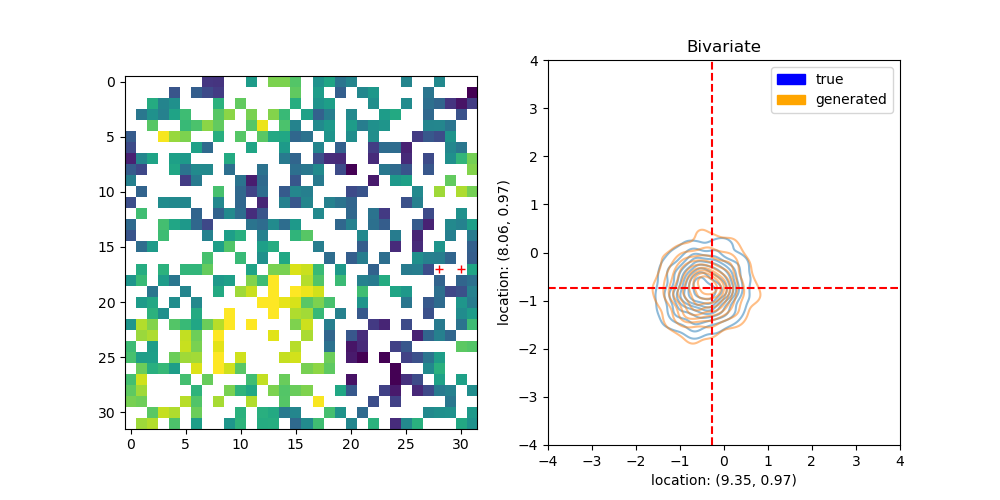 Bivariate
0
5
10
15
20
25
30
0 5 10 15 20 25 30
location: (8.06, 0.97)
4
3
2
1
0
−1
−2
−3
−4
true
generated
−4 −3 −2 −1 0 1 2 3 4
location: (9.35, 0.97)